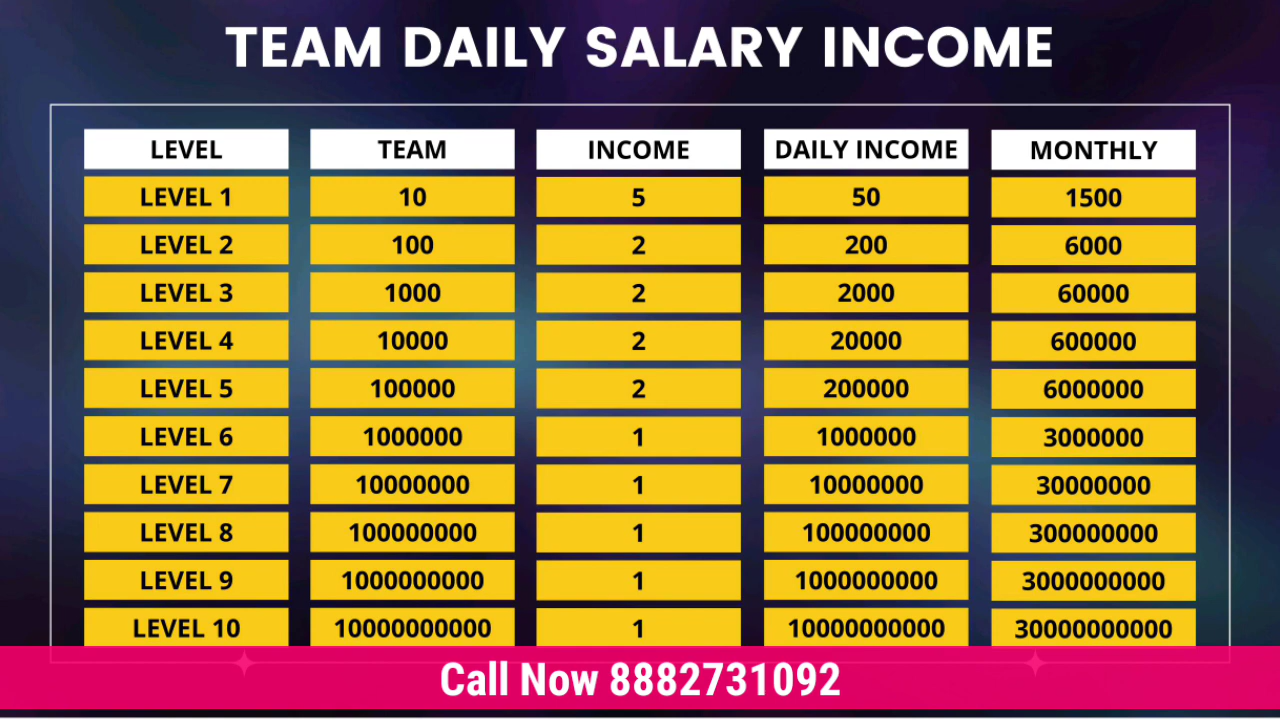 TEAM DAILY SALARY INCOME
LEVEL TEAM INCOME DAILY INCOME MONTHLY
LEVEL 1 10 5 50 1500
LEVEL 2 100 2 200 6000
LEVEL 3 1000 2 2000 60000
LEVEL 4 10000 2 20000 600000
LEVEL 5 100000 2 200000 6000000
LEVEL 6 1000000 1 1000000 3000000
LEVEL 7 10000000 1 10000000 30000000
LEVEL 8 100000000 1 100000000 300000000
LEVEL 9 1000000000 1 1000000000 3000000000
LEVEL 10 10000000000 1 10000000000 30000000000
Call Now 8882731092